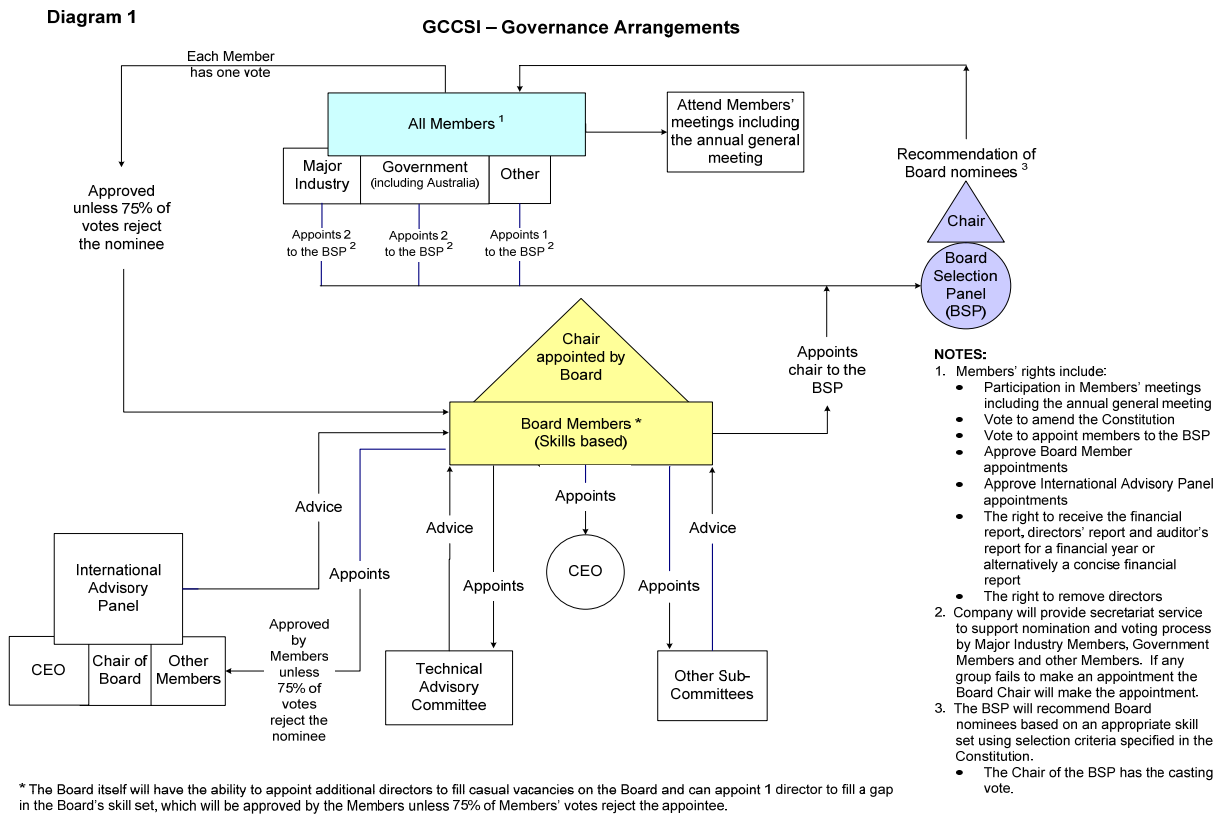 Diagram 1
GCCSI – Governance Arrangements
Each Member
has one vote
All Members 1
Attend Members’
meetings including
the annual general
meeting
Major
Industry
Government
(including Australia)
Other
Recommendation of
Board nominees 3
Approved
unless 75% of
votes reject
the nominee
Appoints 2
to the BSP 2
Appoints 2
to the BSP 2
Appoints 1
to the BSP 2
Chair
Board
Selection
Panel
(BSP)
Chair
appointed by
Board
Appoints
chair to the
BSP
Board Members *
(Skills based)
Advice
Appoints
Advice
Appoints
Appoints
CEO
Appoints
Advice
International
Advisory
Panel
CEO
Chair of
Board
Other
Members
Approved
by
Members
unless
75% of
votes
reject the
nominee
Technical
Advisory
Committee
Other Sub-
Committees
NOTES:
1. Members’ rights include:
• Participation in Members’ meetings
including the annual general meeting
• Vote to amend the Constitution
• Vote to appoint members to the BSP
• Approve Board Member
appointments
• Approve International Advisory Panel
appointments
• The right to receive the financial
report, directors’ report and auditor’s
report for a financial year or
alternatively a concise financial
report
• The right to remove directors
2. Company will provide secretariat service
to support nomination and voting process
by Major Industry Members, Government
Members and other Members. If any
group fails to make an appointment the
Board Chair will make the appointment.
3. The BSP will recommend Board
nominees based on an appropriate skill
set using selection criteria specified in the
Constitution.
• The Chair of the BSP has the casting
vote.
* The Board itself will have the ability to appoint additional directors to fill casual vacancies on the Board and can appoint 1 director to fill a gap
in the Board’s skill set, which will be approved by the Members unless 75% of Members’ votes reject the appointee.